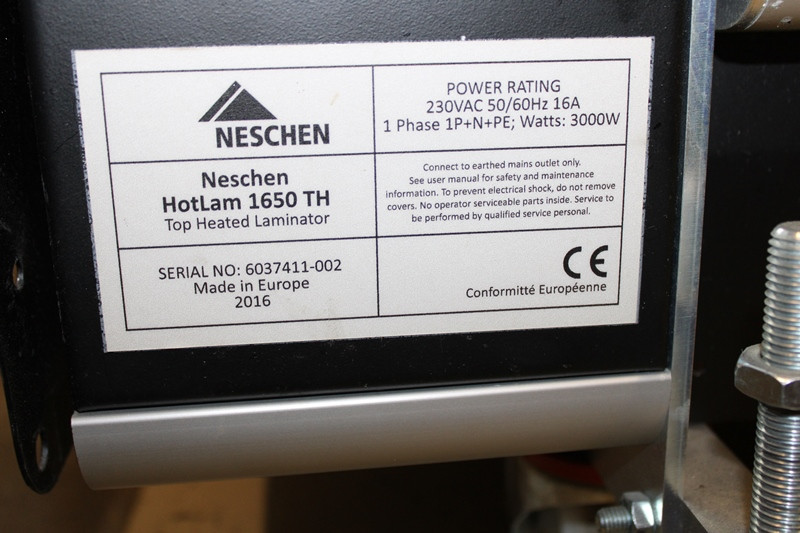 NESCHEN
POWER RATING
230VAC 50/60Hz 16A
1 Phase 1P+N+PE; Watts: 3000W
Neschen
HotLam 1650 TH
Top Heated Laminator
Connect to earthed mains outlet only.
See user manual for safety and maintenance
information. To prevent electrical shock, do not remove
covers. No operator serviceable parts inside. Service to
be performed by qualified service personal.
SERIAL NO: 6037411-002
Made in Europe
2016
CE
Conformitté Européenne